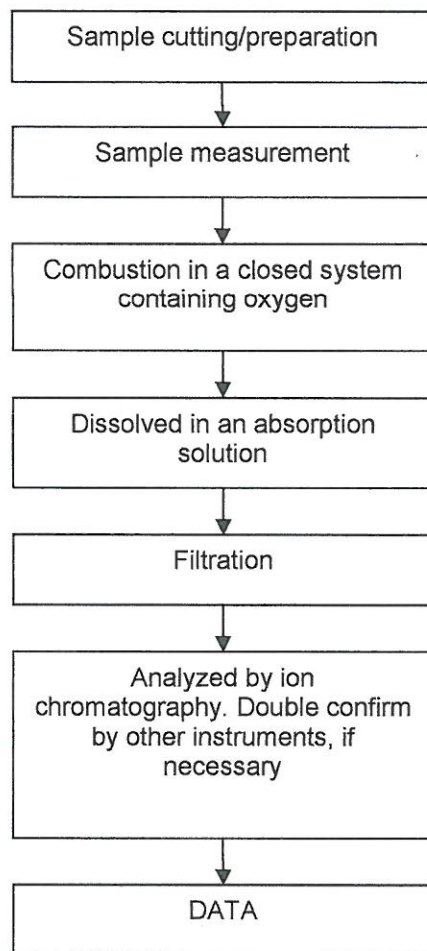 Sample cutting/preparation
Sample measurement
Combustion in a closed system
containing oxygen
Dissolved in an absorption
solution
Filtration
Analyzed by ion
chromatography. Double confirm
by other instruments, if
necessary
DATA